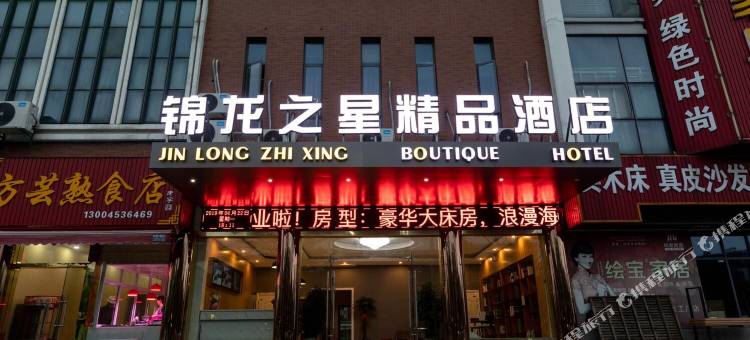 锦龙之星精品酒店
JIN LONG ZHI XING BOUTIQUE HOTEL
业啦！房型：豪华大床房，浪漫海
芸熟食店
13004536469
绿色时尚
木床 真皮沙发
绘宝家居
携程旅行